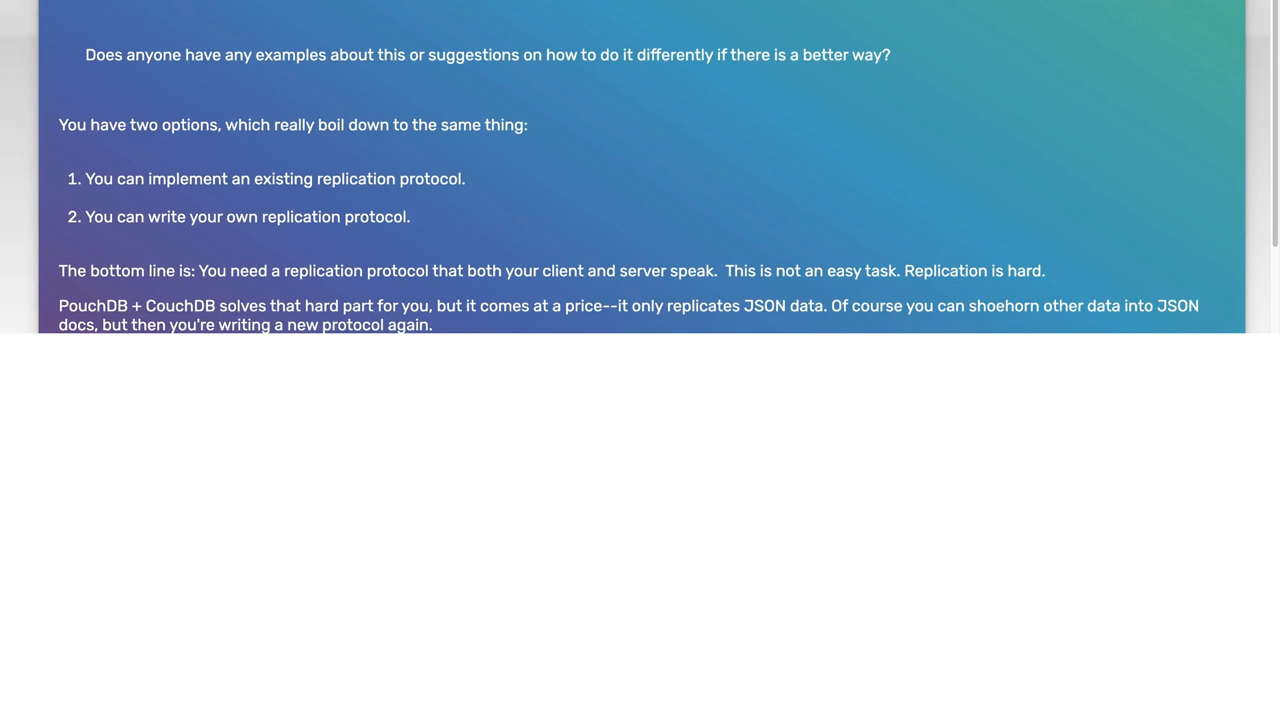 Does anyone have any examples about this or suggestions on how to do it differently if there is a better way?
You have two options, which really boil down to the same thing:
1. You can implement an existing replication protocol.
2. You can write your own replication protocol.
The bottom line is: You need a replication protocol that both your client and server speak.  This is not an easy task. Replication is hard.
PouchDB + CouchDB solves that hard part for you, but it comes at a price--it only replicates JSON data. Of course you can shoehorn other data into JSON
docs, but then you're writing a new protocol again.